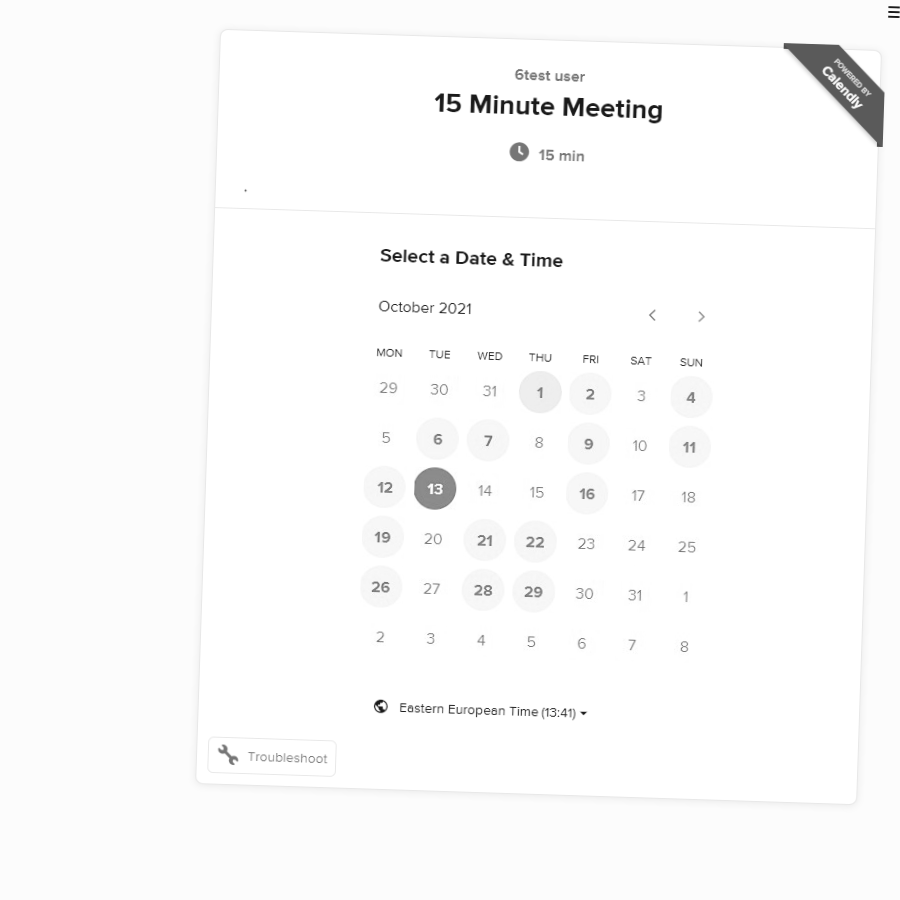 6test user
POWERED BY
Calendly
15 Minute Meeting
15 min
.
Select a Date & Time
October 2021
MON TUE WED THU FRI SAT SUN
29 30 31 1 2 3 4
5 6 7 8 9 10 11
12 13 14 15 16 17 18
19 20 21 22 23 24 25
26 27 28 29 30 31 1
2 3 4 5 6 7 8
Eastern European Time (13:41)
Troubleshoot